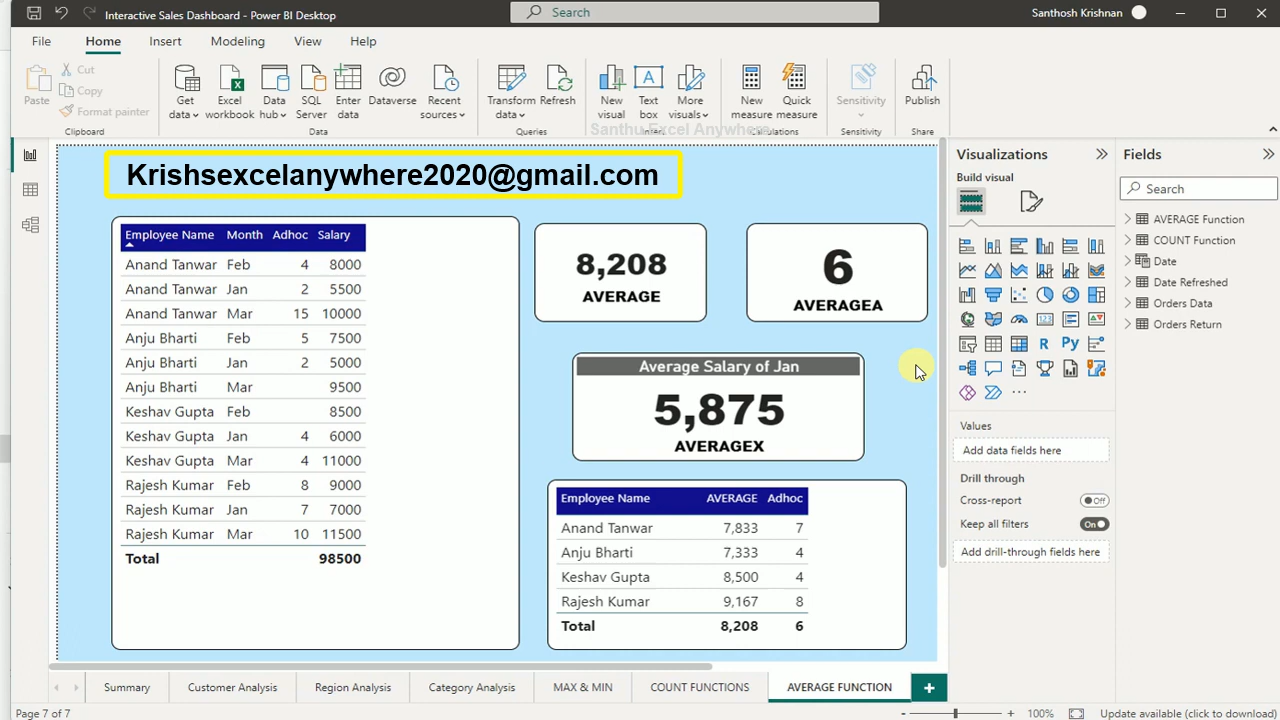 Interactive Sales Dashboard - Power BI Desktop
Search
Santhosh Krishnan
File Home Insert Modeling View Help
Paste
Cut
Copy
Format painter
Clipboard
Get data
Excel workbook
Data hub
SQL Server
Enter data
Dataverse
Recent sources
Data
Transform data
Refresh
Queries
New visual
Text box
More visuals
Insert
New measure
Quick measure
Calculations
Sensitivity
Sensitivity
Publish
Share
Santhu Excel Anywhere
Krishsexcelanywhere2020@gmail.com
Employee Name Month Adhoc Salary
Anand Tanwar Feb 4 8000
Anand Tanwar Jan 2 5500
Anand Tanwar Mar 15 10000
Anju Bharti Feb 5 7500
Anju Bharti Jan 2 5000
Anju Bharti Mar 9500
Keshav Gupta Feb 8500
Keshav Gupta Jan 4 6000
Keshav Gupta Mar 4 11000
Rajesh Kumar Feb 8 9000
Rajesh Kumar Jan 7 7000
Rajesh Kumar Mar 10 11500
Total 98500
8,208
AVERAGE
6
AVERAGEA
Average Salary of Jan
5,875
AVERAGEX
Employee Name AVERAGE Adhoc
Anand Tanwar 7,833 7
Anju Bharti 7,333 4
Keshav Gupta 8,500 4
Rajesh Kumar 9,167 8
Total 8,208 6
Visualizations
Build visual
R Py
Values
Add data fields here
Drill through
Cross-report Off
Keep all filters On
Add drill-through fields here
Fields
Search
AVERAGE Function
COUNT Function
Date
Date Refreshed
Orders Data
Orders Return
Summary Customer Analysis Region Analysis Category Analysis MAX & MIN COUNT FUNCTIONS AVERAGE FUNCTION +
Page 7 of 7
- + 100% Update available (click to download)